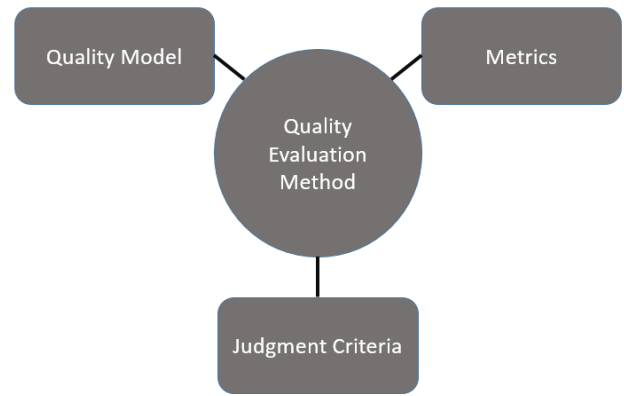 Quality Model
Metrics
Quality
Evaluation
Method
Judgment Criteria